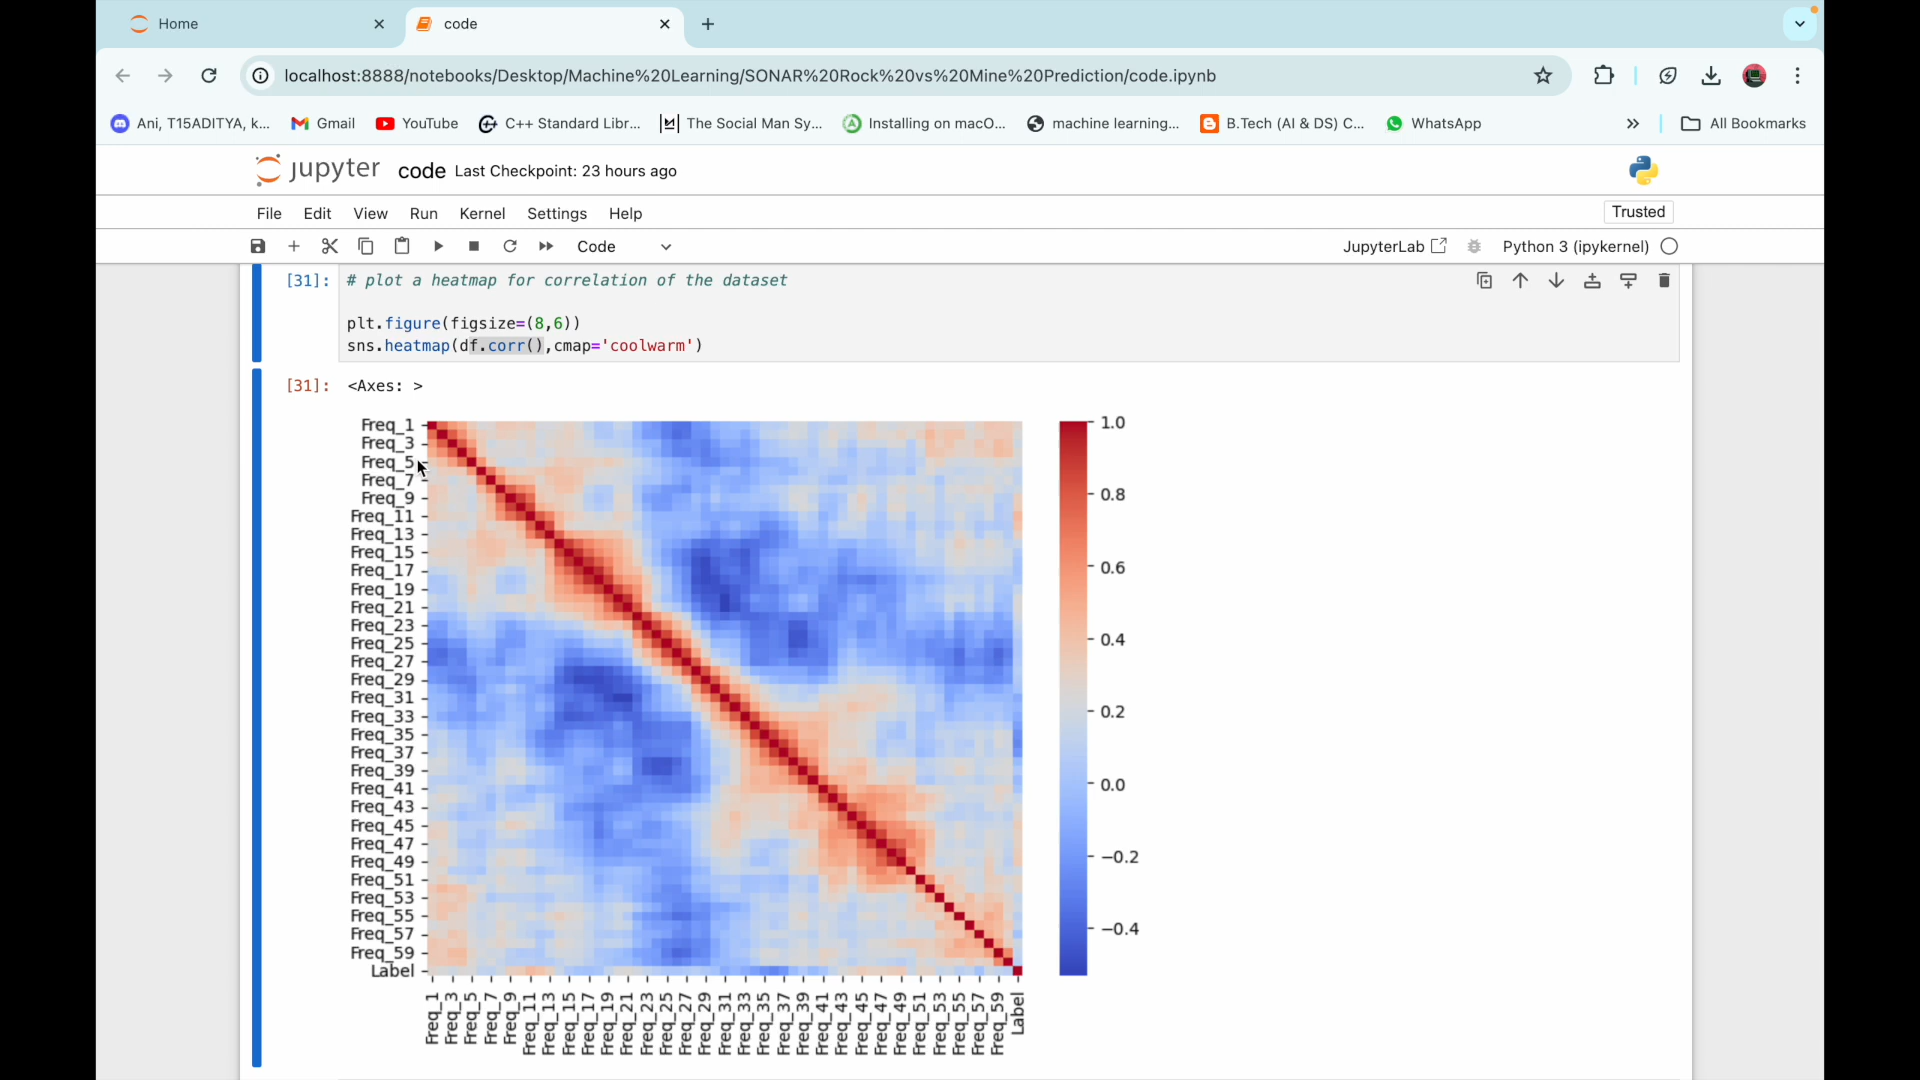 Home
code
localhost:8888/notebooks/Desktop/Machine%20Learning/SONAR%20Rock%20vs%20Mine%20Prediction/code.ipynb
Ani, T15ADITYA, k... Gmail YouTube C++ Standard Libr... The Social Man Sy... Installing on macO... machine learning... B.Tech (AI & DS) C... WhatsApp » All Bookmarks
jupyter code Last Checkpoint: 23 hours ago
File Edit View Run Kernel Settings Help Trusted
Code JupyterLab Python 3 (ipykernel)
[31]: # plot a heatmap for correlation of the dataset
plt.figure(figsize=(8,6))
sns.heatmap(df.corr(),cmap='coolwarm')
[31]: <Axes: >
Freq_1
Freq_3
Freq_5
Freq_7
Freq_9
Freq_11
Freq_13
Freq_15
Freq_17
Freq_19
Freq_21
Freq_23
Freq_25
Freq_27
Freq_29
Freq_31
Freq_33
Freq_35
Freq_37
Freq_39
Freq_41
Freq_43
Freq_45
Freq_47
Freq_49
Freq_51
Freq_53
Freq_55
Freq_57
Freq_59
Label
Freq_1
Freq_3
Freq_5
Freq_7
Freq_9
Freq_11
Freq_13
Freq_15
Freq_17
Freq_19
Freq_21
Freq_23
Freq_25
Freq_27
Freq_29
Freq_31
Freq_33
Freq_35
Freq_37
Freq_39
Freq_41
Freq_43
Freq_45
Freq_47
Freq_49
Freq_51
Freq_53
Freq_55
Freq_57
Freq_59
Label
1.0
0.8
0.6
0.4
0.2
0.0
−0.2
−0.4